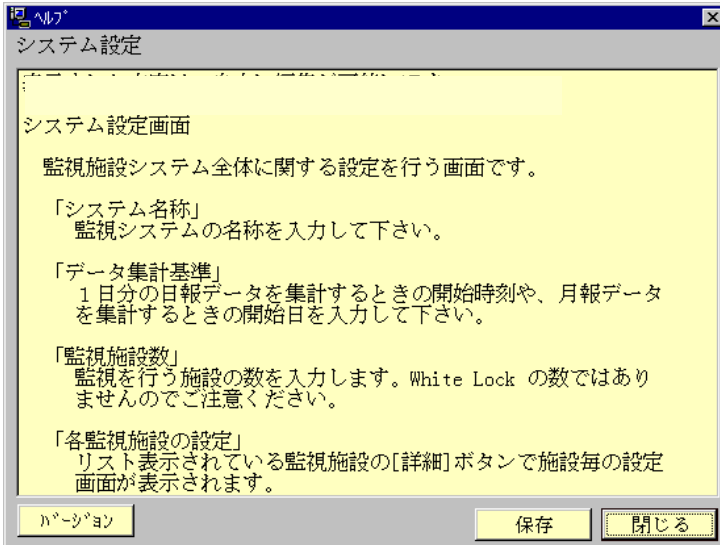 ﾍﾙﾌﾟ
システム設定
システム設定画面
監視施設システム全体に関する設定を行う画面です。
「システム名称」
監視システムの名称を入力して下さい。
「データ集計基準」
１日分の日報データを集計するときの開始時刻や、月報データ
を集計するときの開始日を入力して下さい。
「監視施設数」
監視を行う施設の数を入力します。White Lock の数ではあり
ませんのでご注意ください。
「各監視施設の設定」
リスト表示されている監視施設の[詳細]ボタンで施設毎の設定
画面が表示されます。
ﾊﾞｰｼﾞｮﾝ
保存
閉じる